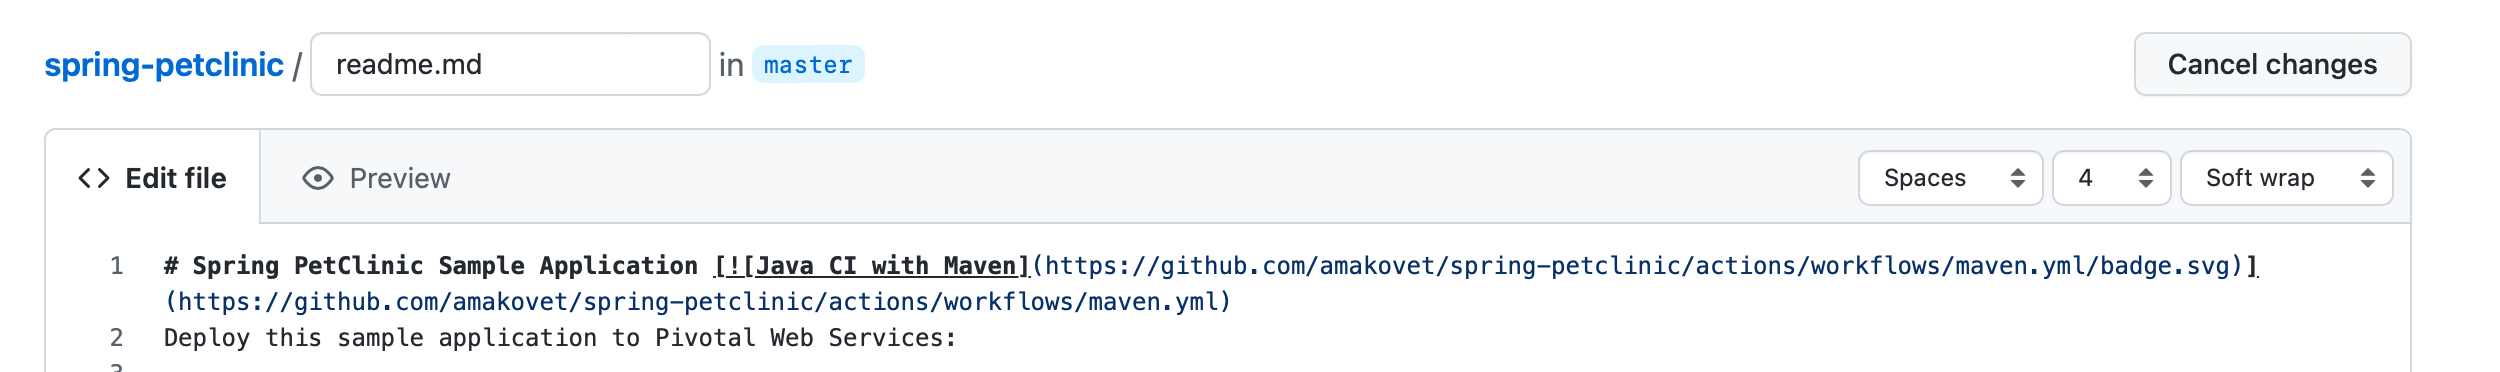 spring-petclinic / readme.md in master Cancel changes
<> Edit file Preview Spaces 4 Soft wrap
1 # Spring PetClinic Sample Application [![Java CI with Maven](https://github.com/amakovet/spring-petclinic/actions/workflows/maven.yml/badge.svg)]
(https://github.com/amakovet/spring-petclinic/actions/workflows/maven.yml)
2 Deploy this sample application to Pivotal Web Services:
3